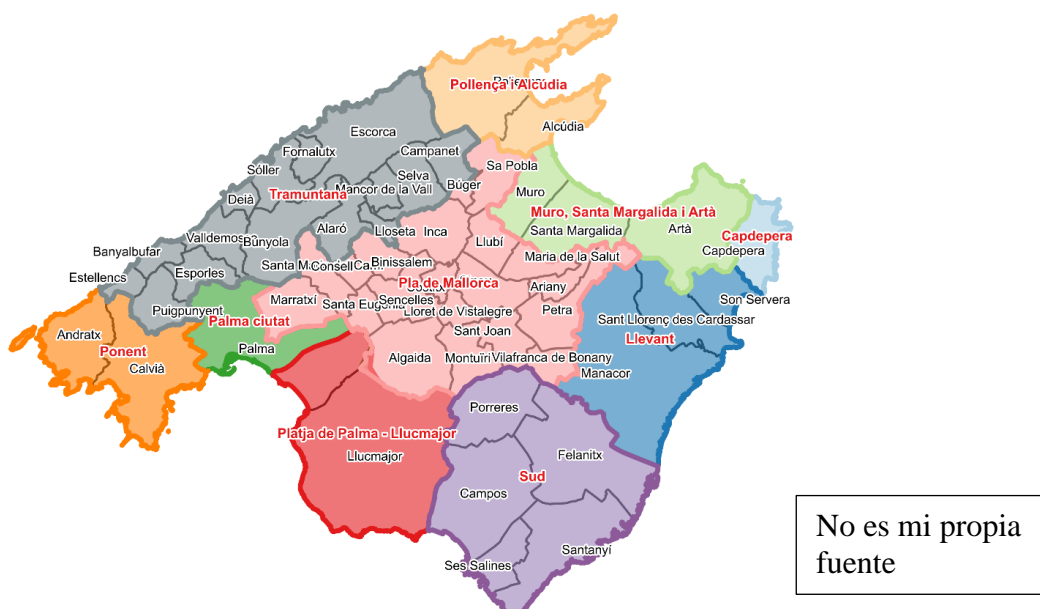 Pollença i Alcúdia
Alcúdia
Escorca
Fornalutx
Campanet
Sóller
Selva
Sa Pobla
Mancor de la Vall
Búger
Muro
Deià
Tramuntana
Muro, Santa Margalida i Artà
Artà
Alaró
Lloseta
Inca
Santa Margalida
Capdepera
Bunyola
Llubí
Capdepera
Banyalbufar
Binissalem
Maria de la Salut
Consell
Esporles
Estellencs
Pla de Mallorca
Ariany
Son Servera
Marratxí
Santa Eugènia
Sencelles
Petra
Puigpunyent
Lloret de Vistalegre
Palma ciutat
Sant Llorenç des Cardassar
Andratx
Sant Joan
Llevant
Ponent
Palma
Algaida
Montuïri
Vilafranca de Bonany
Calvià
Manacor
Porreres
Platja de Palma - Llucmajor
Llucmajor
Felanitx
Sud
Campos
Santanyí
Ses Salines
No es mi propia
fuente